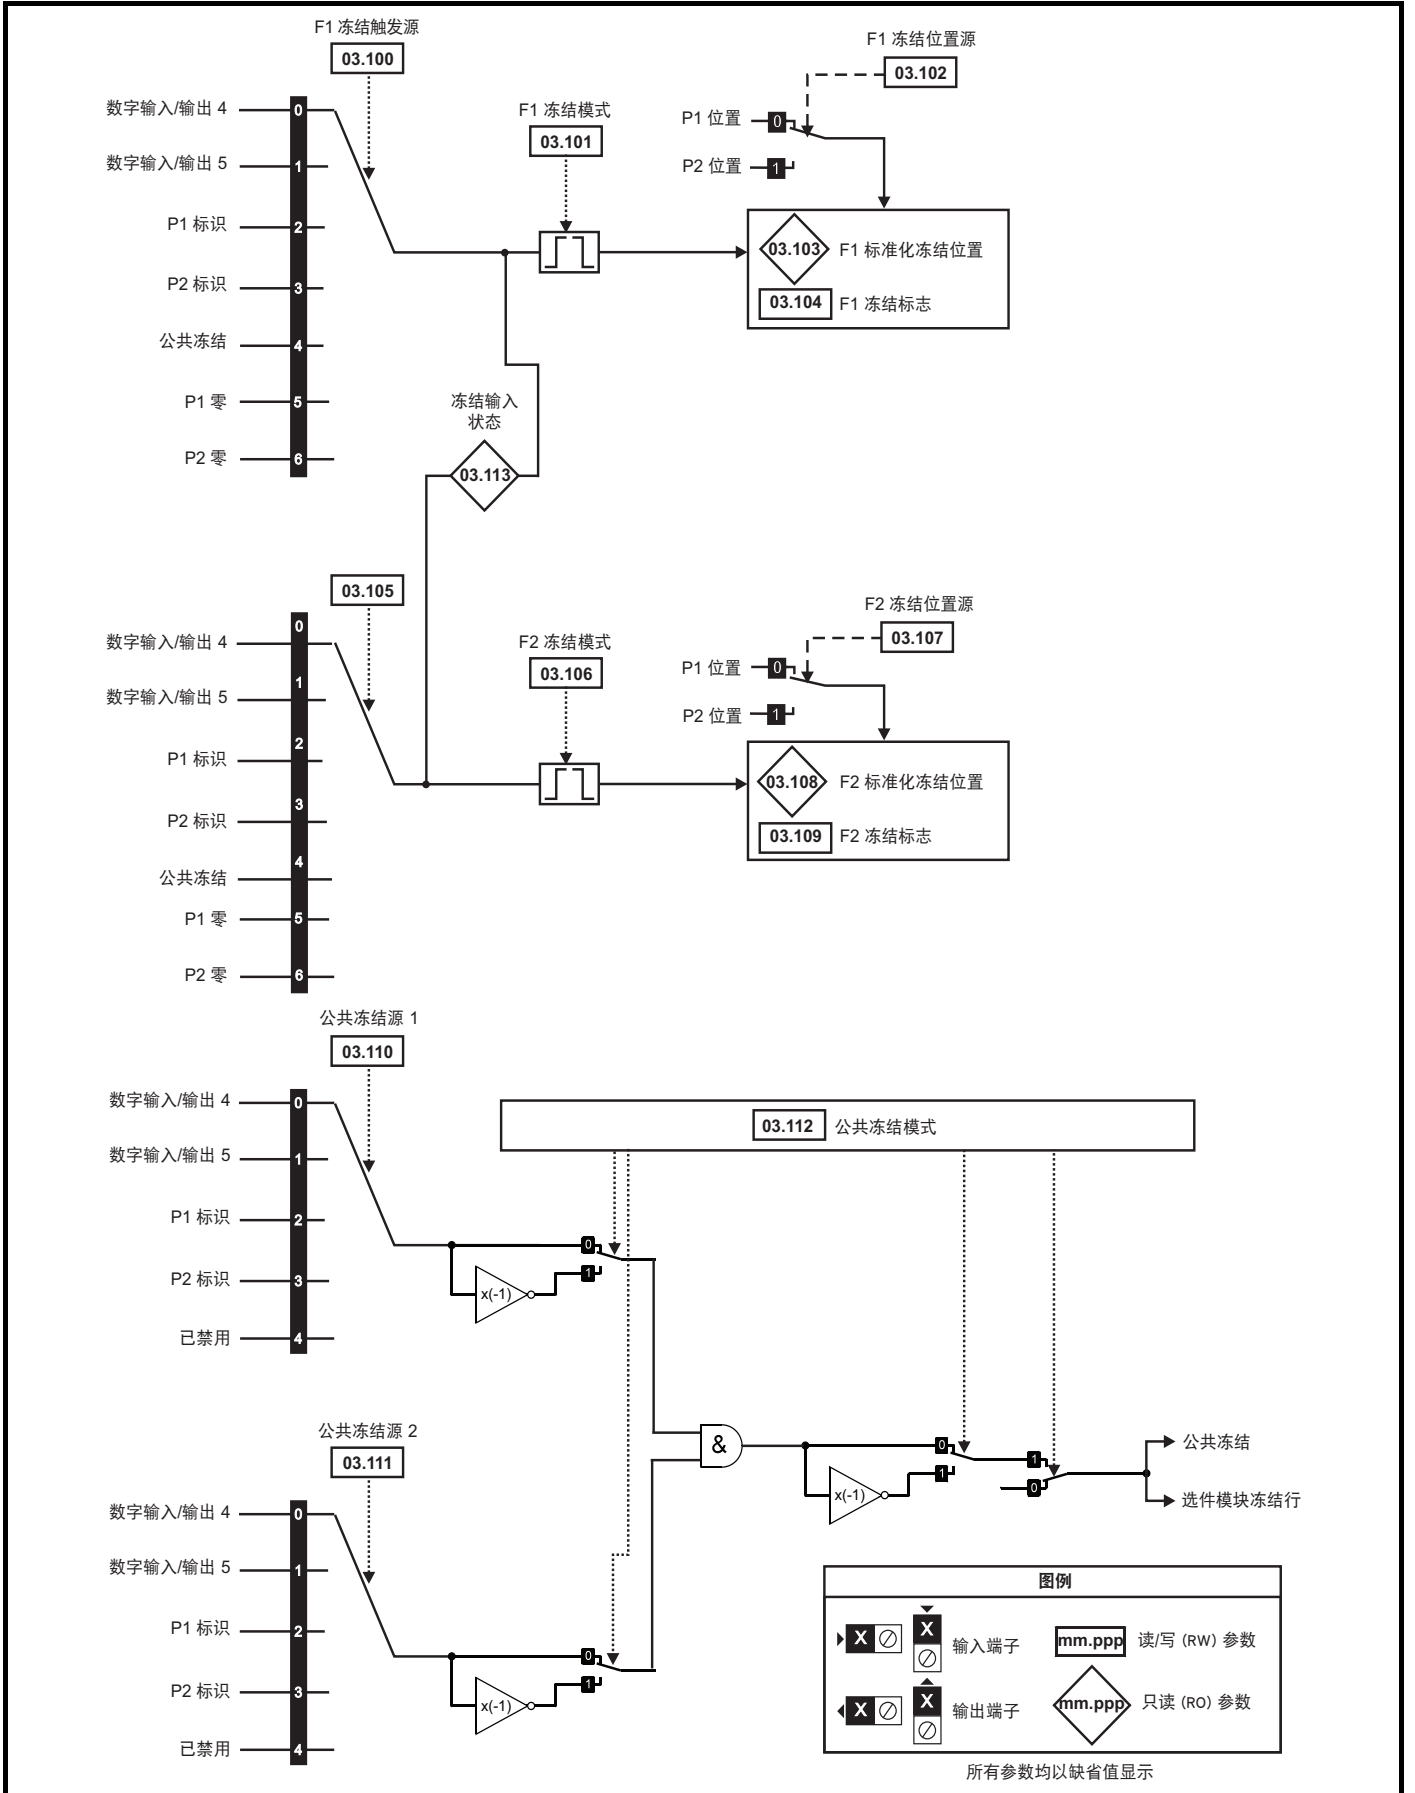 F1 冻结触发源
03.100
F1 冻结位置源
03.102
数字输入/输出 4
0
F1 冻结模式
03.101
P1 位置
0
数字输入/输出 5
1
P2 位置
1
P1 标识
2
03.103
F1 标准化冻结位置
P2 标识
3
03.104
F1 冻结标志
公共冻结
4
P1 零
5
冻结输入
状态
P2 零
6
03.113
03.105
F2 冻结位置源
03.107
数字输入/输出 4
0
F2 冻结模式
03.106
P1 位置
0
数字输入/输出 5
1
P2 位置
1
P1 标识
2
03.108
F2 标准化冻结位置
P2 标识
3
03.109
F2 冻结标志
公共冻结
4
P1 零
5
P2 零
6
公共冻结源 1
03.110
数字输入/输出 4
0
03.112
公共冻结模式
数字输入/输出 5
1
P1 标识
2
0
P2 标识
3
1
x(-1)
已禁用
4
公共冻结源 2
03.111
&
0
1
公共冻结
1
0
x(-1)
选件模块冻结行
数字输入/输出 4
0
数字输入/输出 5
1
P1 标识
2
0
P2 标识
3
1
x(-1)
已禁用
4
图例
X
X
输入端子
mm.ppp
读/写 (RW) 参数
X
X
输出端子
mm.ppp
只读 (RO) 参数
所有参数均以缺省值显示